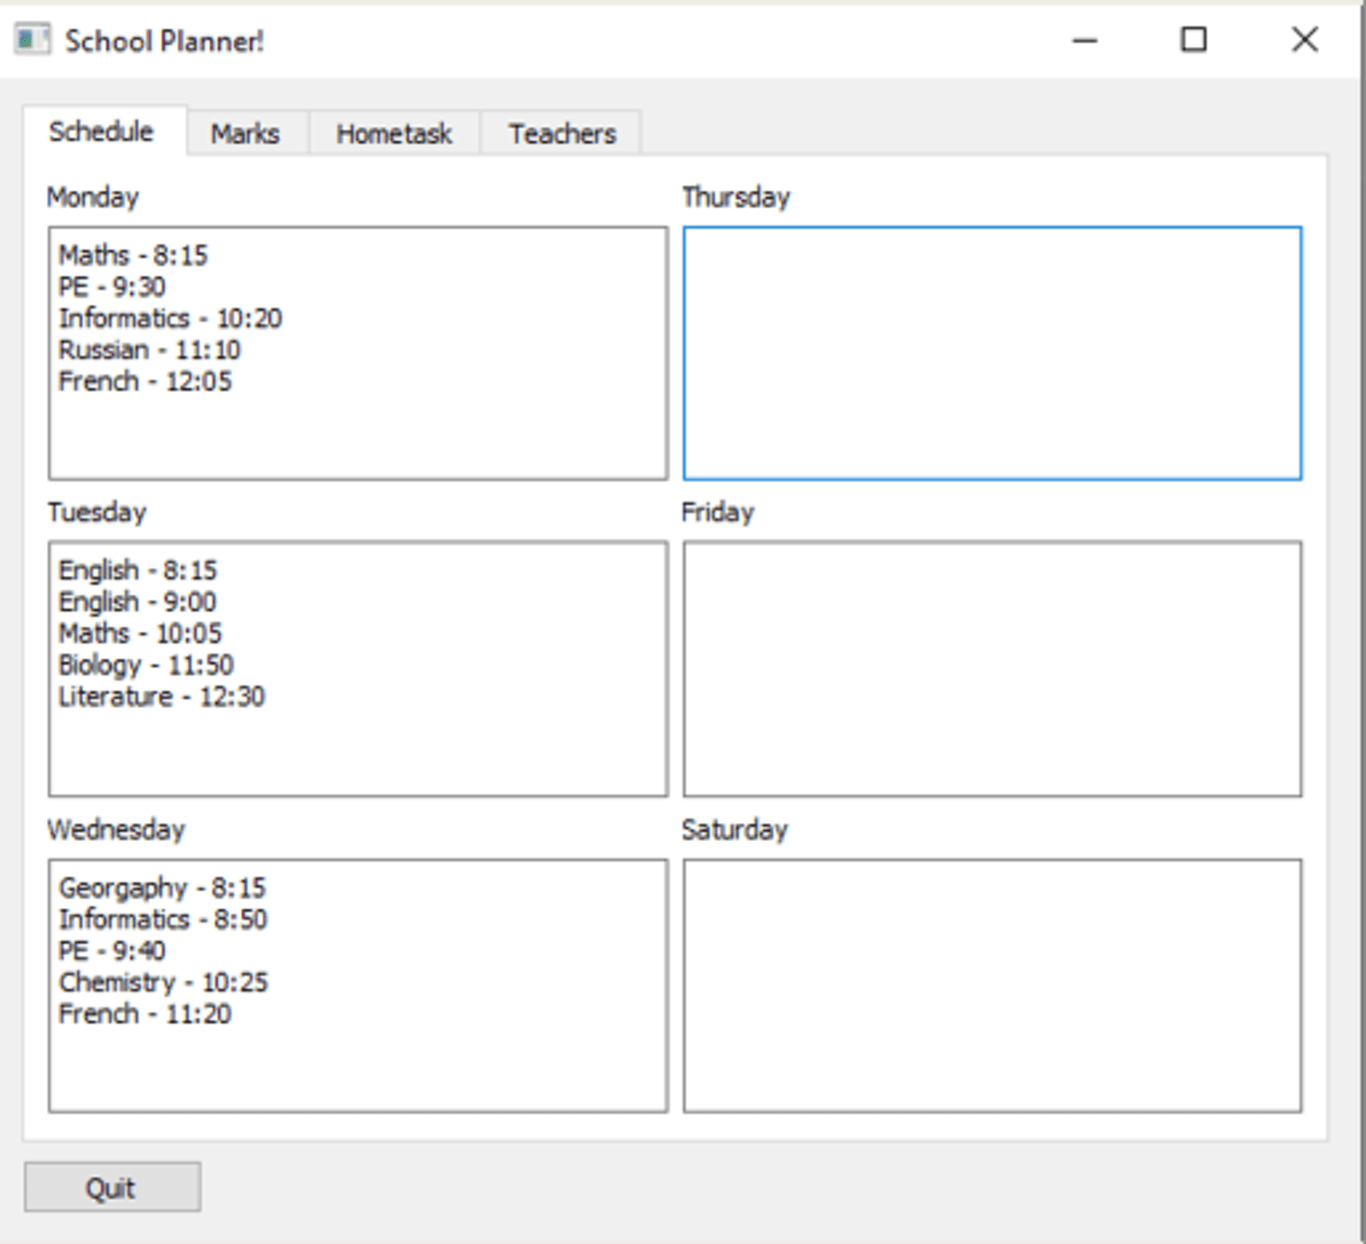 School Planner!
Schedule
Marks
Hometask
Teachers
Monday
Maths - 8:15
PE - 9:30
Informatics - 10:20
Russian - 11:10
French - 12:05
Thursday
Tuesday
English - 8:15
English - 9:00
Maths - 10:05
Biology - 11:50
Literature - 12:30
Friday
Wednesday
Georgaphy - 8:15
Informatics - 8:50
PE - 9:40
Chemistry - 10:25
French - 11:20
Saturday
Quit